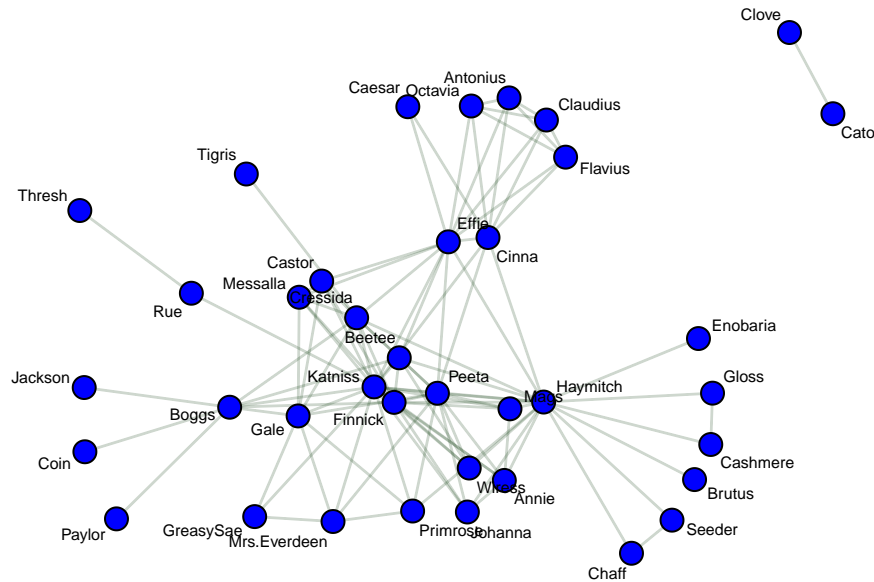 Clove
Cato
Caesar
Octavia
Antonius
Claudius
Flavius
Tigris
Thresh
Effie
Cinna
Castor
Messalla
Cressida
Rue
Beetee
Enobaria
Jackson
Katniss
Peeta
Haymitch
Gloss
Mags
Boggs
Gale
Finnick
Coin
Cashmere
Wiress
Annie
Brutus
Paylor
GreasySae
Mrs.Everdeen
Primrose
Johanna
Seeder
Chaff